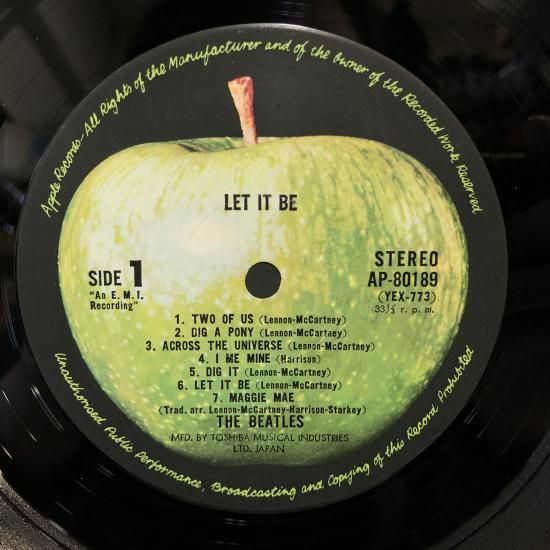 Apple Records-All Rights of the Manufacturer and of the Owner of the Recorded Work Reserved
LET IT BE
SIDE 1
"An E. M. I.
Recording"
STEREO
AP-80189
(YEX-773)
33⅓ r. p. m.
1. TWO OF US (Lennon-McCartney)
2. DIG A PONY (Lennon-McCartney)
3. ACROSS THE UNIVERSE (Lennon-McCartney)
4. I ME MINE (Harrison)
5. DIG IT (Lennon-McCartney)
6. LET IT BE (Lennon-McCartney)
7. MAGGIE MAE
(Trad. arr. Lennon-McCartney-Harrison-Starkey)
THE BEATLES
MFD. BY TOSHIBA MUSICAL INDUSTRIES
LTD. JAPAN
Unauthorised Public Performance, Broadcasting and Copying of this Record Prohibited